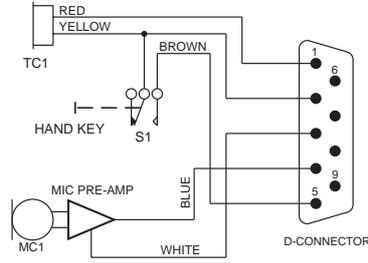 RED
YELLOW
BROWN
TC1
1
6
HAND KEY
S1
MIC PRE-AMP
BLUE
9
5
MC1
WHITE
D-CONNECTOR